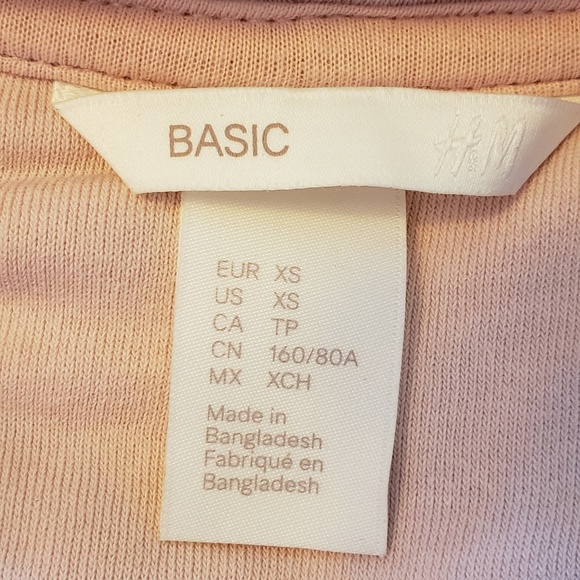 BASIC
H&M
EUR XS
US XS
CA TP
CN 160/80A
MX XCH
Made in
Bangladesh
Fabriqué en
Bangladesh